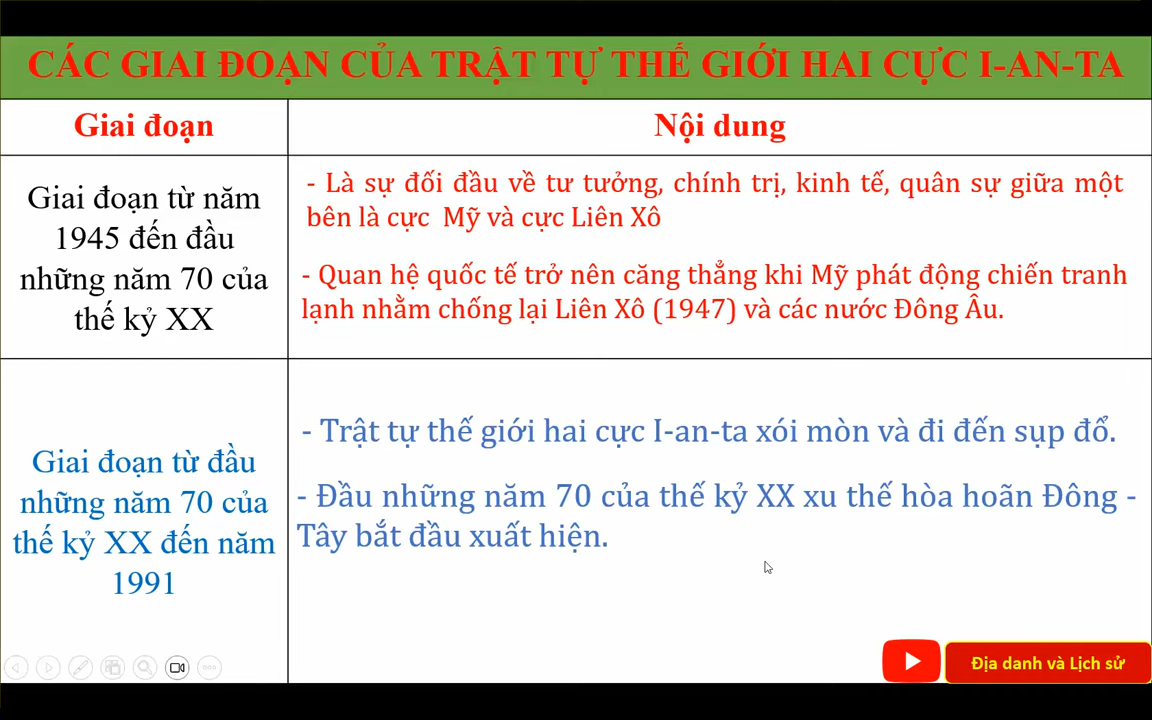 CÁC GIAI ĐOẠN CỦA TRẬT TỰ THẾ GIỚI HAI CỰC I-AN-TA
Giai đoạn
Nội dung
Giai đoạn từ năm
1945 đến đầu
những năm 70 của
thế kỷ XX
- Là sự đối đầu về tư tưởng, chính trị, kinh tế, quân sự giữa một
bên là cực Mỹ và cực Liên Xô
- Quan hệ quốc tế trở nên căng thẳng khi Mỹ phát động chiến tranh
lạnh nhằm chống lại Liên Xô (1947) và các nước Đông Âu.
Giai đoạn từ đầu
những năm 70 của
thế kỷ XX đến năm
1991
- Trật tự thế giới hai cực I-an-ta xói mòn và đi đến sụp đổ.
- Đầu những năm 70 của thế kỷ XX xu thế hòa hoãn Đông -
Tây bắt đầu xuất hiện.
Địa danh và Lịch sử